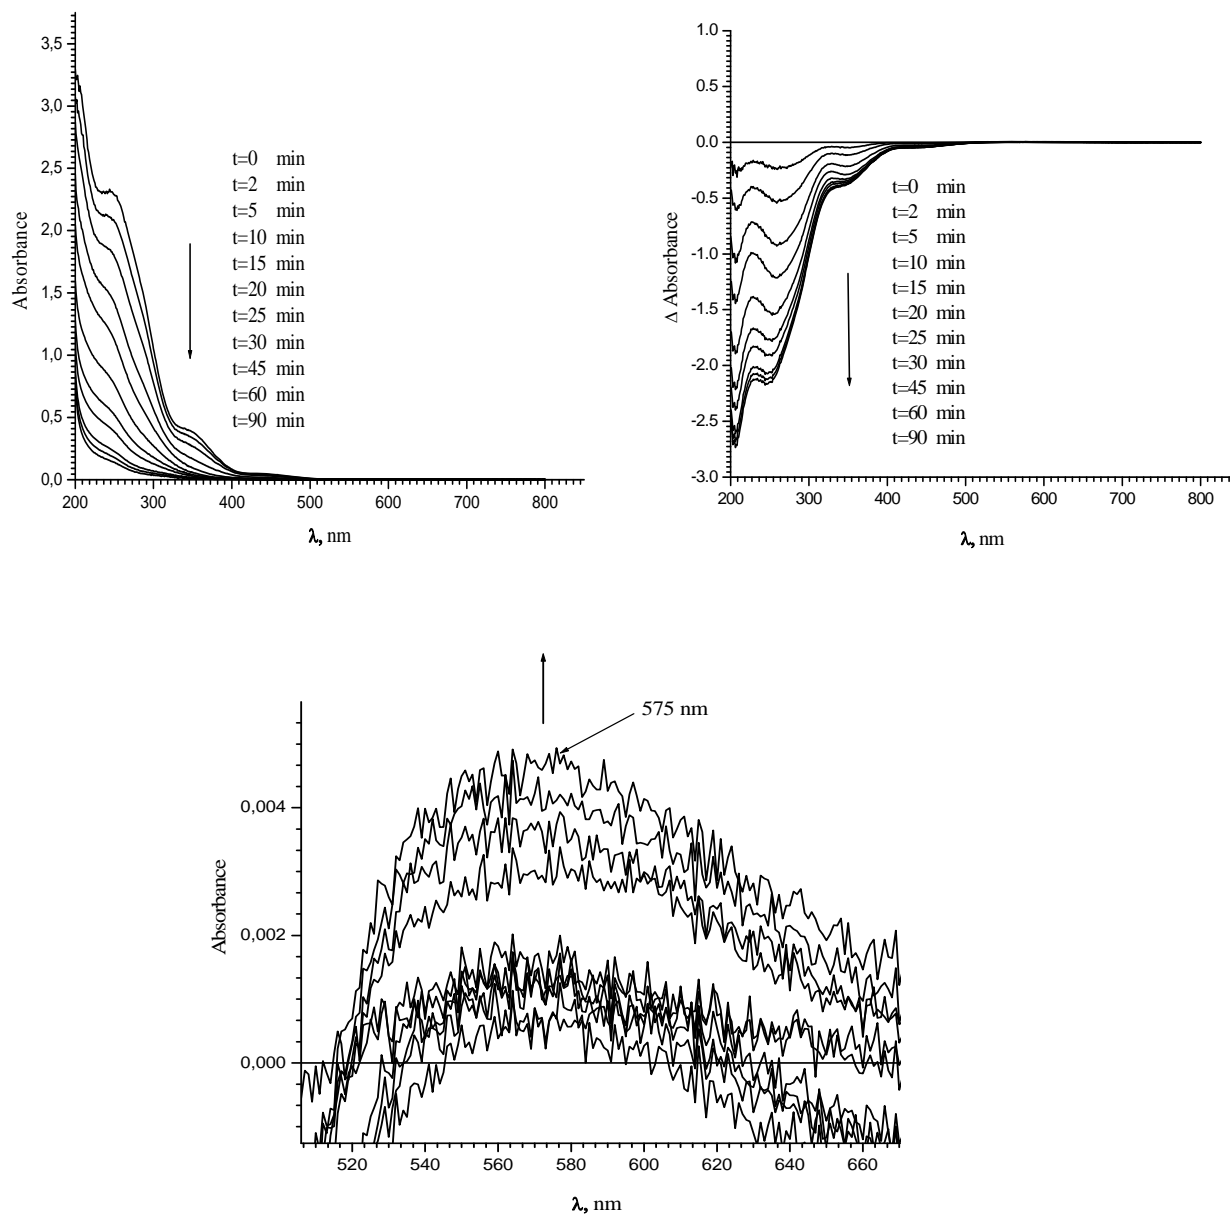 3,5
3,0
2,5
2,0
1,5
1,0
0,5
0,0
Absorbance
t=0 min
t=2 min
t=5 min
t=10 min
t=15 min
t=20 min
t=25 min
t=30 min
t=45 min
t=60 min
t=90 min
200 300 400 500 600 700 800
λ, nm
1.0
0.5
0.0
-0.5
-1.0
-1.5
-2.0
-2.5
-3.0
Δ Absorbance
t=0 min
t=2 min
t=5 min
t=10 min
t=15 min
t=20 min
t=25 min
t=30 min
t=45 min
t=60 min
t=90 min
200 300 400 500 600 700 800
λ, nm
575 nm
0,004
0,002
0,000
Absorbance
520 540 560 580 600 620 640 660
λ, nm